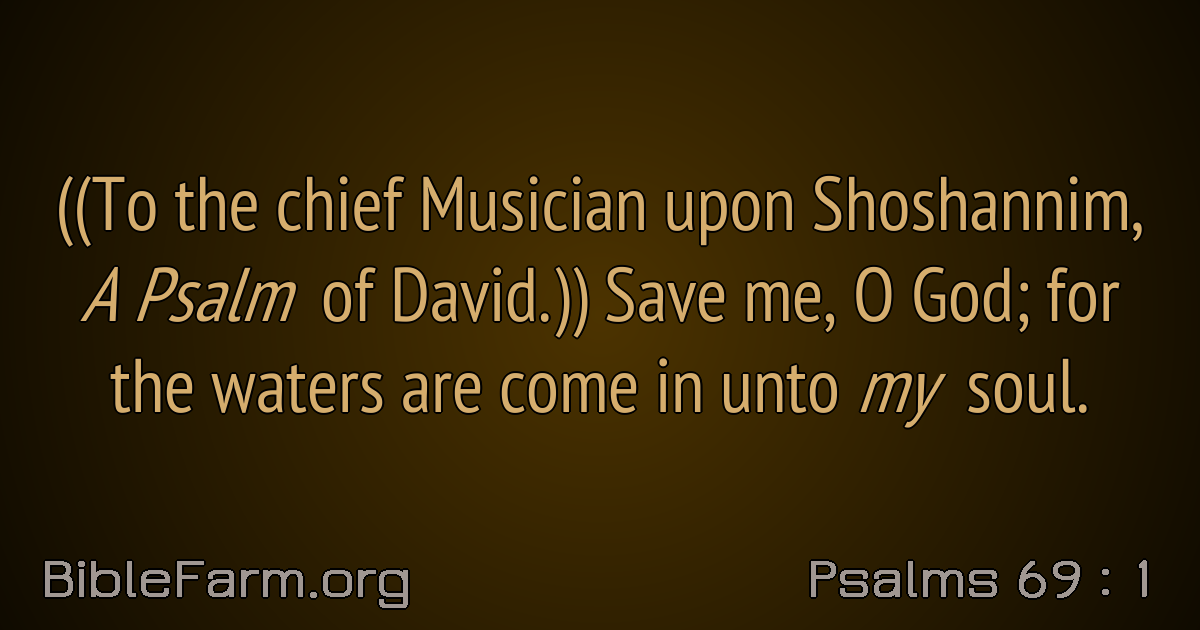 ((To the chief Musician upon Shoshannim,
A Psalm of David.)) Save me, O God; for
the waters are come in unto my soul.
BibleFarm.org
Psalms 69 : 1